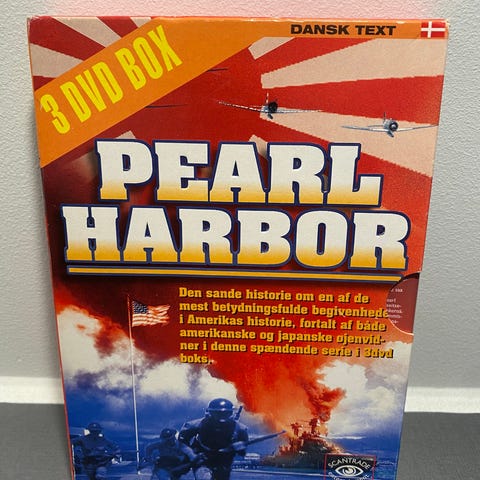 DANSK TEXT
3 DVD BOX
PEARL
HARBOR
Den sande historie om en af de
mest betydningsfulde begivenhede
i Amerikas historie, fortalt af både
amerikanske og japanske øjenvid-
ner i denne spændende serie i 3dvd
boks.
SCANTRADE